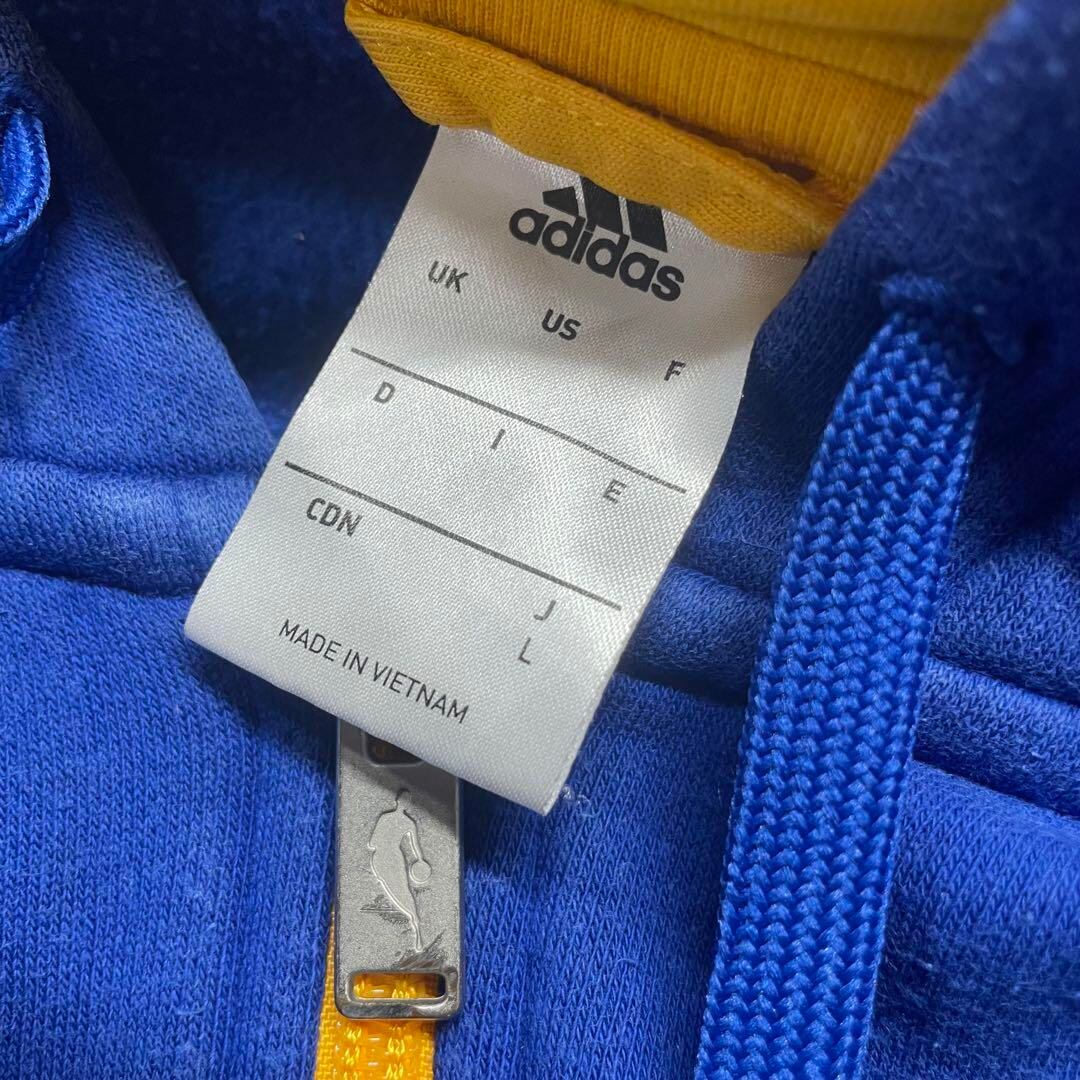 adidas
UK US F
D I E
CDN J
L
MADE IN VIETNAM